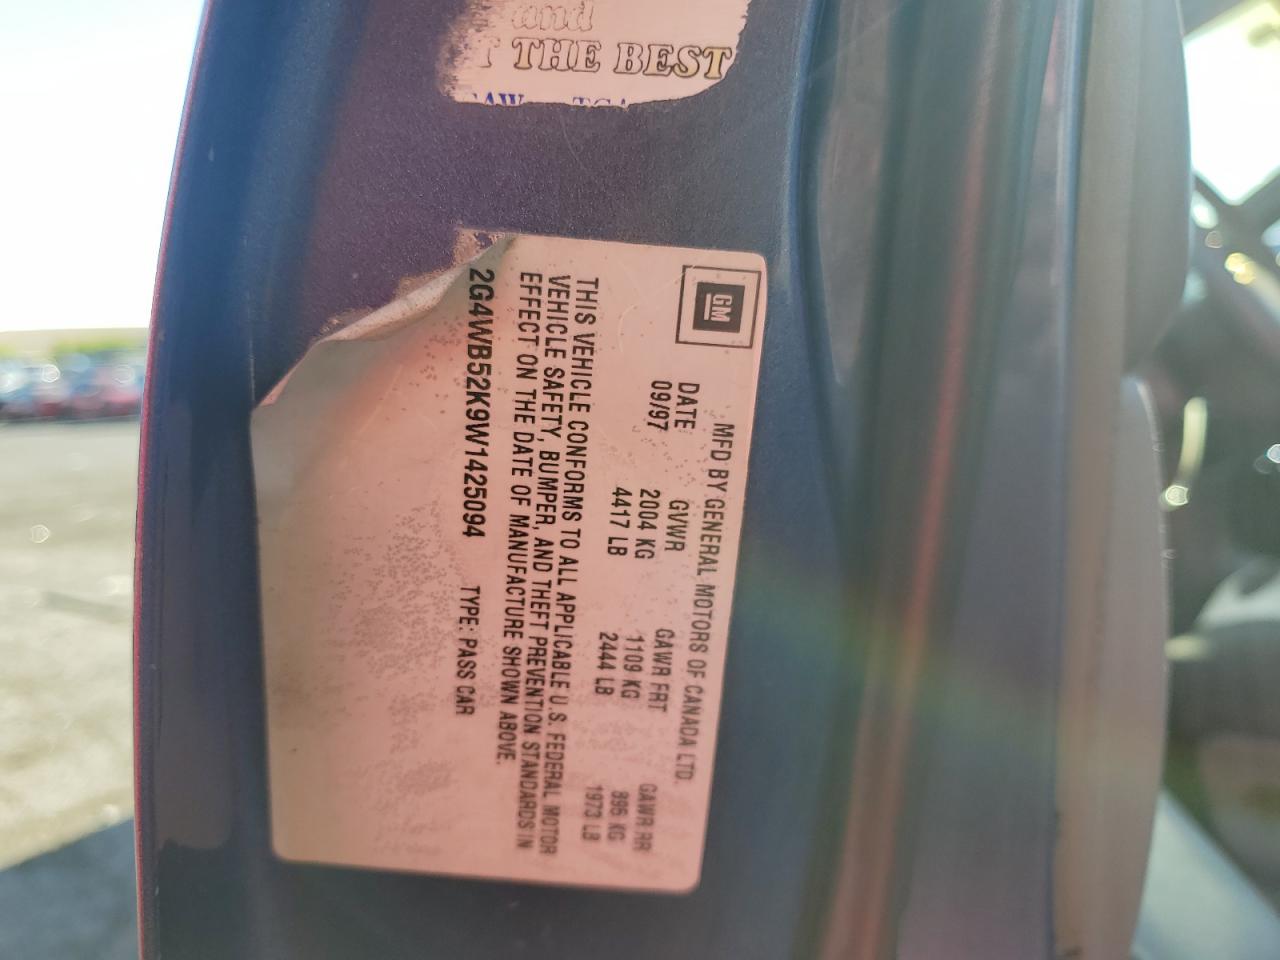 and
T THE BEST
GM
MFD BY GENERAL MOTORS OF CANADA LTD.
DATE GVWR GAWR FRT GAWR RR
09/97 2004 KG 1109 KG 895 KG
4417 LB 2444 LB 1973 LB
THIS VEHICLE CONFORMS TO ALL APPLICABLE U.S. FEDERAL MOTOR
VEHICLE SAFETY, BUMPER, AND THEFT PREVENTION STANDARDS IN
EFFECT ON THE DATE OF MANUFACTURE SHOWN ABOVE.
2G4WB52K9W1425094 TYPE: PASS CAR